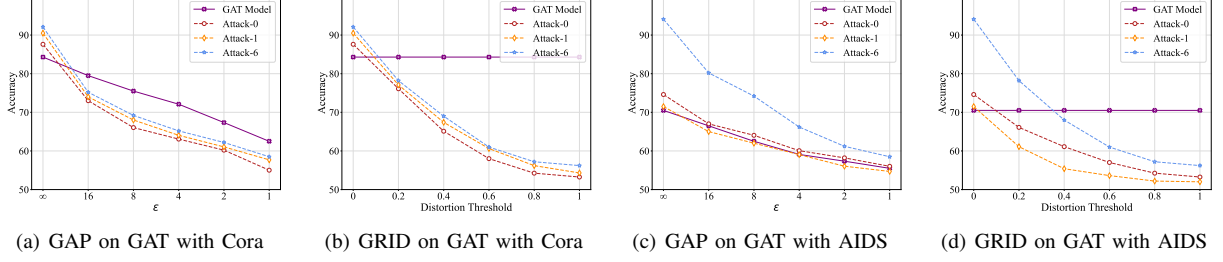 GAT Model
Attack-0
Attack-1
Attack-6
Accuracy
90
80
70
60
50
∞ 16 8 4 2 1
ε
(a) GAP on GAT with Cora
GAT Model
Attack-0
Attack-1
Attack-6
Accuracy
90
80
70
60
50
0 0.2 0.4 0.6 0.8 1
Distortion Threshold
(b) GRID on GAT with Cora
GAT Model
Attack-0
Attack-1
Attack-6
Accuracy
90
80
70
60
50
∞ 16 8 4 2 1
ε
(c) GAP on GAT with AIDS
GAT Model
Attack-0
Attack-1
Attack-6
Accuracy
90
80
70
60
50
0 0.2 0.4 0.6 0.8 1
Distortion Threshold
(d) GRID on GAT with AIDS